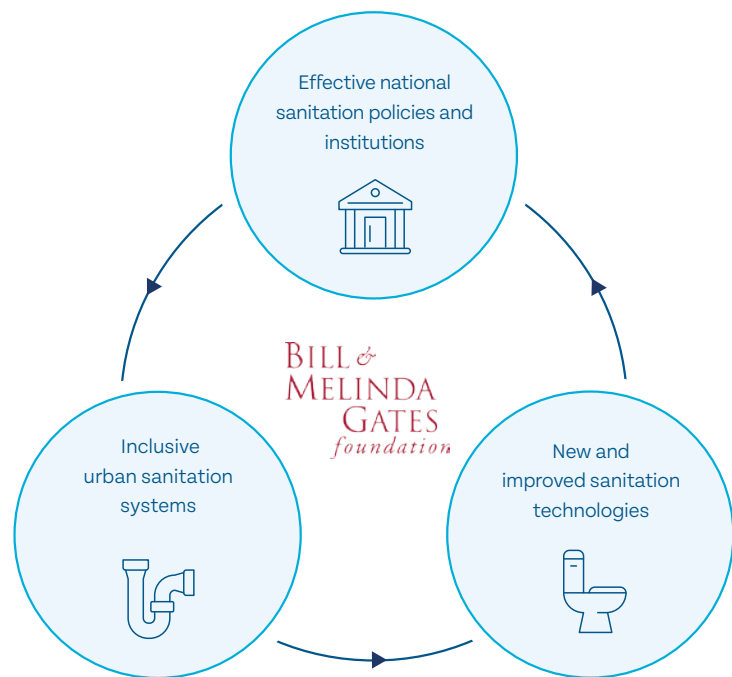 Effective national
sanitation policies and
institutions
BILL &
MELINDA
GATES
foundation
Inclusive
urban sanitation
systems
New and
improved sanitation
technologies